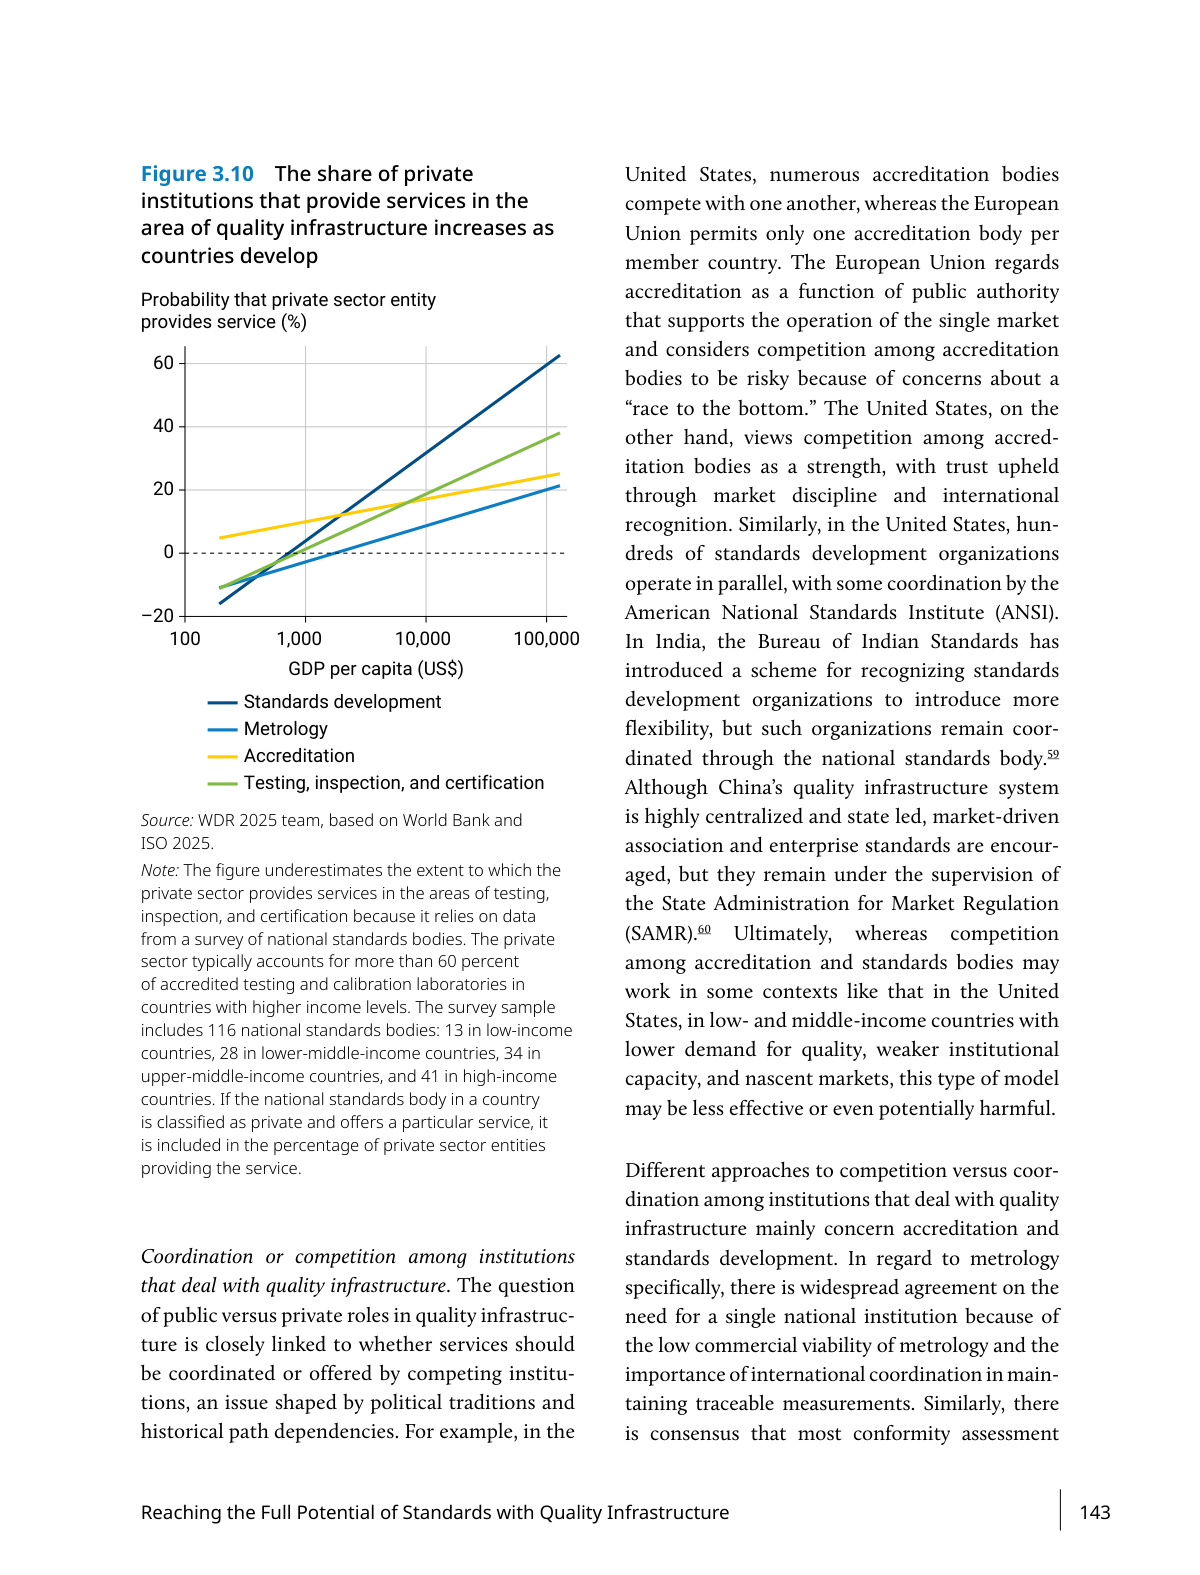 Figure 3.10 The share of private
institutions that provide services in the
area of quality infrastructure increases as
countries develop
Probability that private sector entity
provides service (%)
60
40
20
0
−20
100 1,000 10,000 100,000
GDP per capita (US$)
Standards development
Metrology
Accreditation
Testing, inspection, and certification
Source: WDR 2025 team, based on World Bank and
ISO 2025.
Note: The figure underestimates the extent to which the
private sector provides services in the areas of testing,
inspection, and certification because it relies on data
from a survey of national standards bodies. The private
sector typically accounts for more than 60 percent
of accredited testing and calibration laboratories in
countries with higher income levels. The survey sample
includes 116 national standards bodies: 13 in low-income
countries, 28 in lower-middle-income countries, 34 in
upper-middle-income countries, and 41 in high-income
countries. If the national standards body in a country
is classified as private and offers a particular service, it
is included in the percentage of private sector entities
providing the service.
Coordination or competition among institutions
that deal with quality infrastructure. The question
of public versus private roles in quality infrastruc-
ture is closely linked to whether services should
be coordinated or offered by competing institu-
tions, an issue shaped by political traditions and
historical path dependencies. For example, in the
United States, numerous accreditation bodies
compete with one another, whereas the European
Union permits only one accreditation body per
member country. The European Union regards
accreditation as a function of public authority
that supports the operation of the single market
and considers competition among accreditation
bodies to be risky because of concerns about a
“race to the bottom.” The United States, on the
other hand, views competition among accred-
itation bodies as a strength, with trust upheld
through market discipline and international
recognition. Similarly, in the United States, hun-
dreds of standards development organizations
operate in parallel, with some coordination by the
American National Standards Institute (ANSI).
In India, the Bureau of Indian Standards has
introduced a scheme for recognizing standards
development organizations to introduce more
flexibility, but such organizations remain coor-
dinated through the national standards body.59
Although China’s quality infrastructure system
is highly centralized and state led, market-driven
association and enterprise standards are encour-
aged, but they remain under the supervision of
the State Administration for Market Regulation
(SAMR).60 Ultimately, whereas competition
among accreditation and standards bodies may
work in some contexts like that in the United
States, in low- and middle-income countries with
lower demand for quality, weaker institutional
capacity, and nascent markets, this type of model
may be less effective or even potentially harmful.
Different approaches to competition versus coor-
dination among institutions that deal with quality
infrastructure mainly concern accreditation and
standards development. In regard to metrology
specifically, there is widespread agreement on the
need for a single national institution because of
the low commercial viability of metrology and the
importance of international coordination in main-
taining traceable measurements. Similarly, there
is consensus that most conformity assessment
Reaching the Full Potential of Standards with Quality Infrastructure
143